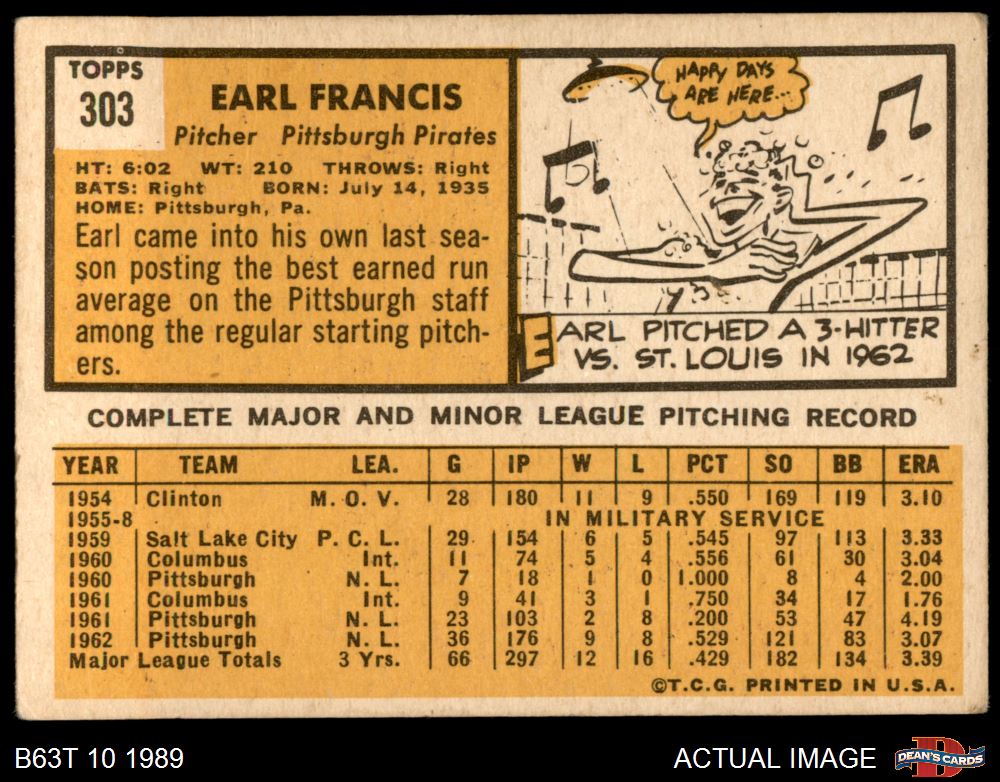 TOPPS
303
EARL FRANCIS
Pitcher Pittsburgh Pirates
HT: 6:02 WT: 210 THROWS: Right
BATS: Right BORN: July 14, 1935
HOME: Pittsburgh, Pa.
Earl came into his own last sea-
son posting the best earned run
average on the Pittsburgh staff
among the regular starting pitch-
ers.
HAPPY DAYS
ARE HERE...
EARL PITCHED A 3-HITTER
VS. ST. LOUIS IN 1962
COMPLETE MAJOR AND MINOR LEAGUE PITCHING RECORD
YEAR TEAM LEA. G IP W L PCT SO BB ERA
1954 Clinton M. O. V. 28 180 11 9 .550 169 119 3.10
1955-8 IN MILITARY SERVICE
1959 Salt Lake City P. C. L. 29 154 6 5 .545 97 113 3.33
1960 Columbus Int. 11 74 5 4 .556 61 30 3.04
1960 Pittsburgh N. L. 7 18 1 0 1.000 8 4 2.00
1961 Columbus Int. 9 41 3 1 .750 34 17 1.76
1961 Pittsburgh N. L. 23 103 2 8 .200 53 47 4.19
1962 Pittsburgh N. L. 36 176 9 8 .529 121 83 3.07
Major League Totals 3 Yrs. 66 297 12 16 .429 182 134 3.39
©T.C.G. PRINTED IN U.S.A.
B63T 10 1989
ACTUAL IMAGE
D
DEAN'S CARDS